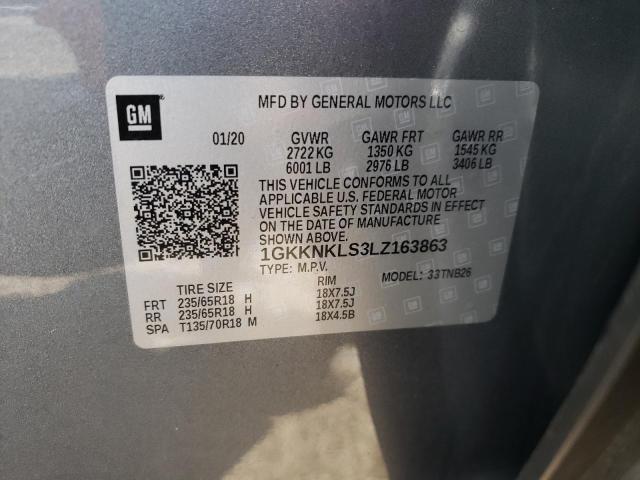 GM
MFD BY GENERAL MOTORS LLC
01/20 GVWR GAWR FRT GAWR RR
2722 KG 1350 KG 1545 KG
6001 LB 2976 LB 3406 LB
THIS VEHICLE CONFORMS TO ALL
APPLICABLE U.S. FEDERAL MOTOR
VEHICLE SAFETY STANDARDS IN EFFECT
ON THE DATE OF MANUFACTURE
SHOWN ABOVE.
1GKKNKLS3LZ163863
TYPE: M.P.V. MODEL: 33TNB26
TIRE SIZE RIM
FRT 235/65R18 H 18X7.5J
RR 235/65R18 H 18X7.5J
SPA T135/70R18 M 18X4.5B